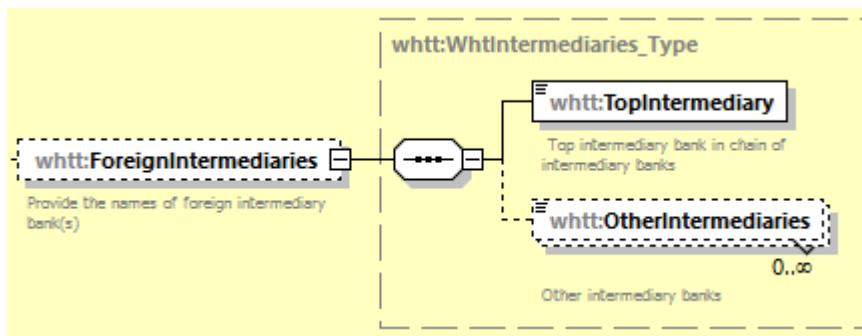 whtt:WhtIntermediaries_Type
whtt:TopIntermediary
Top intermediary bank in chain of
intermediary banks
whtt:ForeignIntermediaries
Provide the names of foreign intermediary
bank(s)
whtt:OtherIntermediaries
0..∞
Other intermediary banks